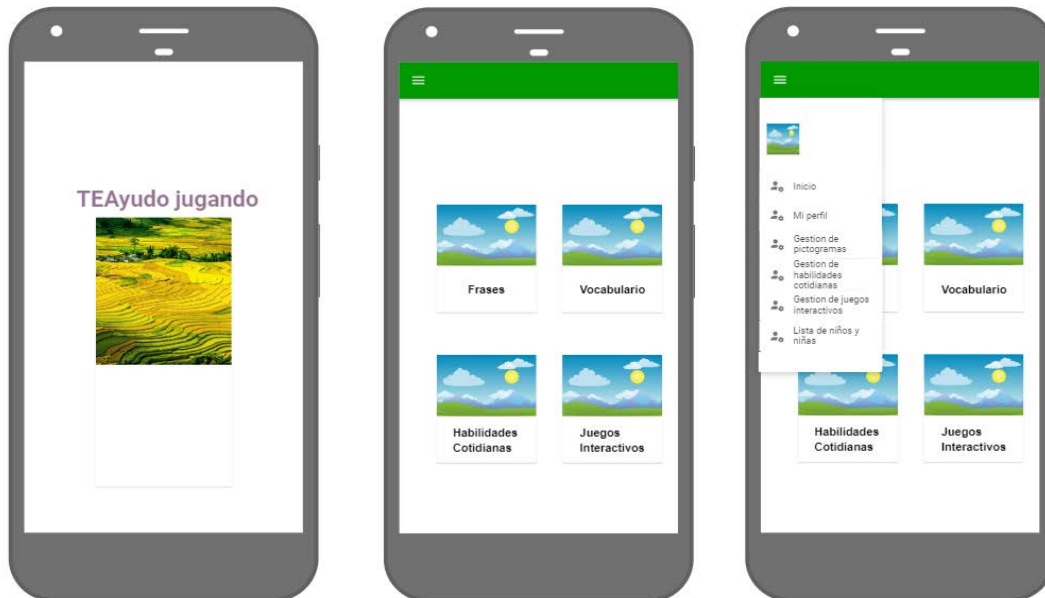 TEAyudo jugando
Frases
Vocabulario
Habilidades
Cotidianas
Juegos
Interactivos
Inicio
Mi perfil
Gestion de
pictogramas
Gestion de
habilidades
cotidianas
Gestion de juegos
interactivos
Lista de niños y
niñas
Vocabulario
Habilidades
Cotidianas
Juegos
Interactivos